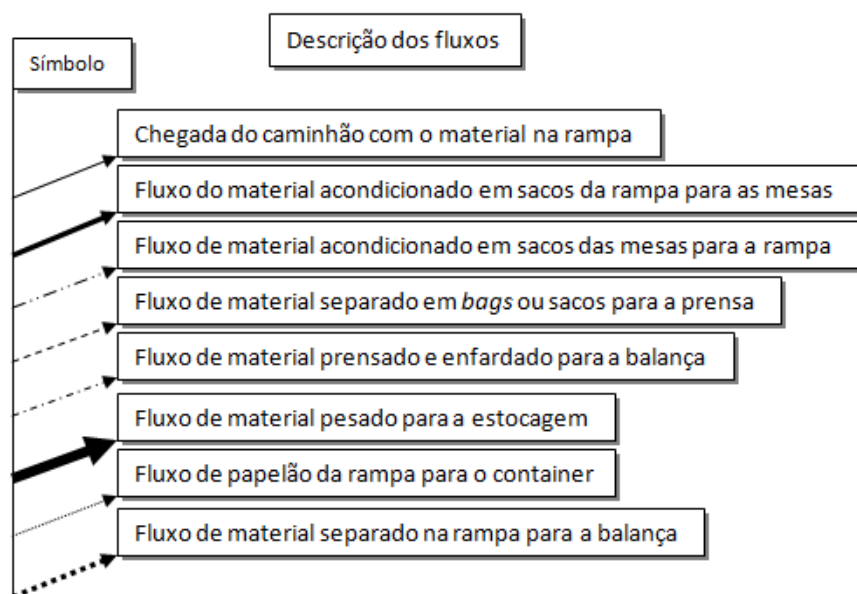 Descrição dos fluxos
Símbolo
Chegada do caminhão com o material na rampa
Fluxo do material acondicionado em sacos da rampa para as mesas
Fluxo de material acondicionado em sacos das mesas para a rampa
Fluxo de material separado em bags ou sacos para a prensa
Fluxo de material prensado e enfardado para a balança
Fluxo de material pesado para a estocagem
Fluxo de papelão da rampa para o container
Fluxo de material separado na rampa para a balança